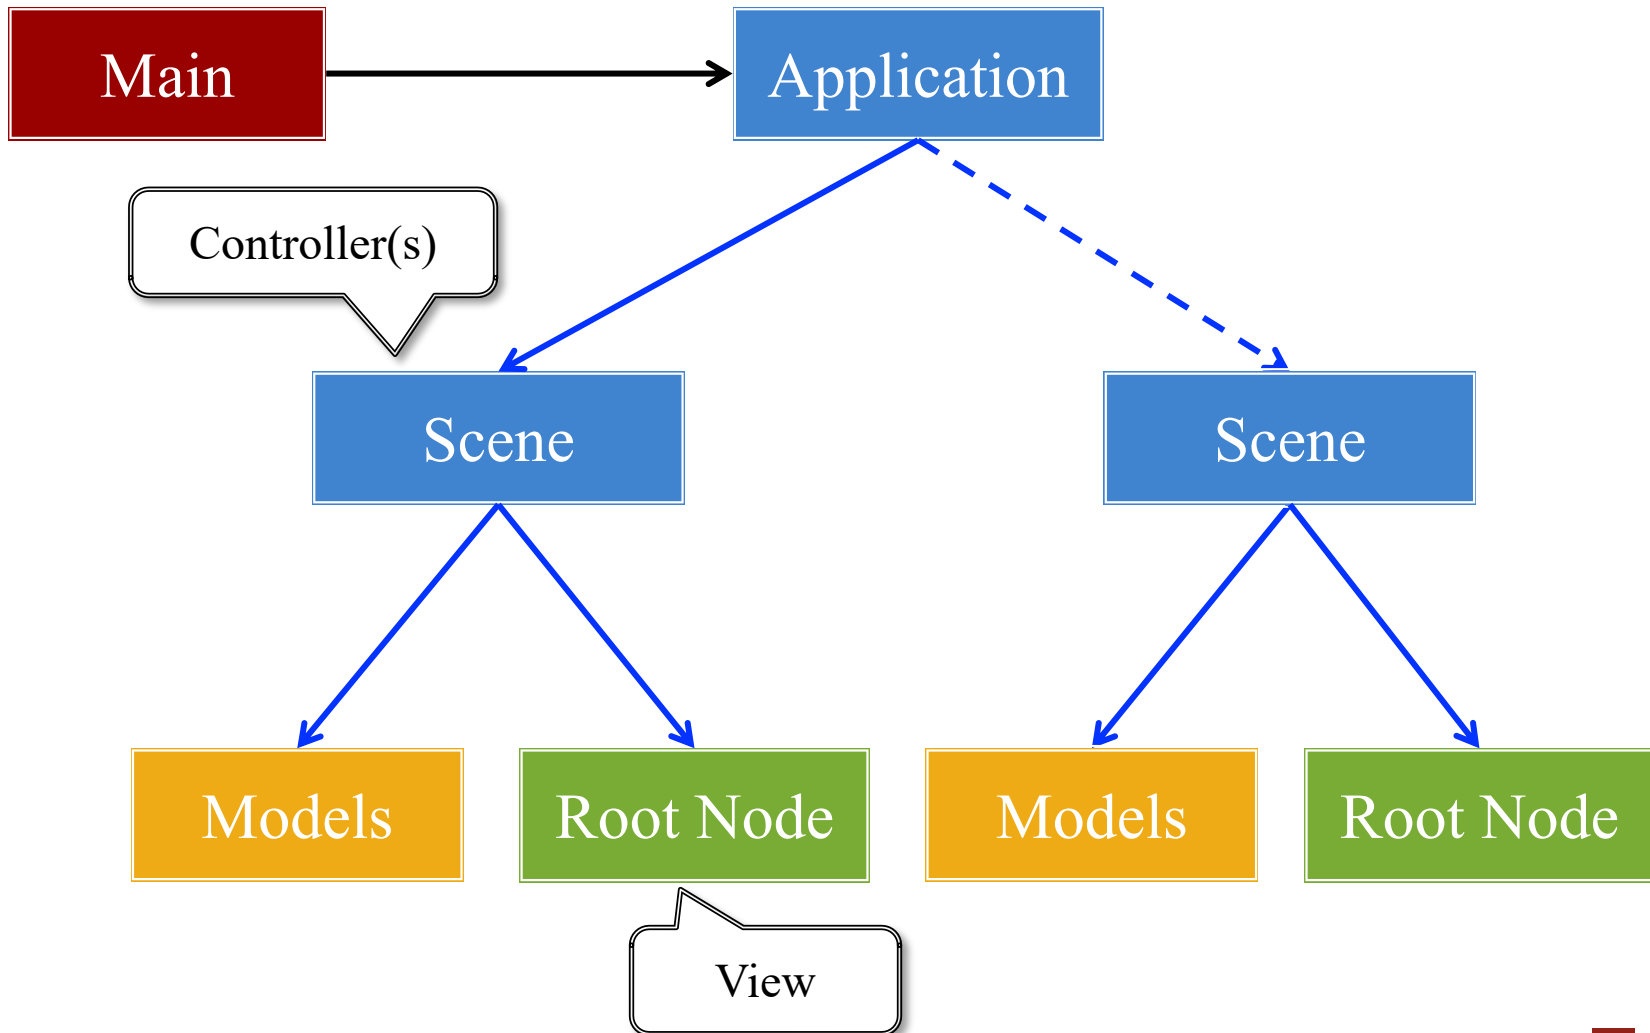 Main
Application
Controller(s)
Scene
Scene
Models
Root Node
Models
Root Node
View